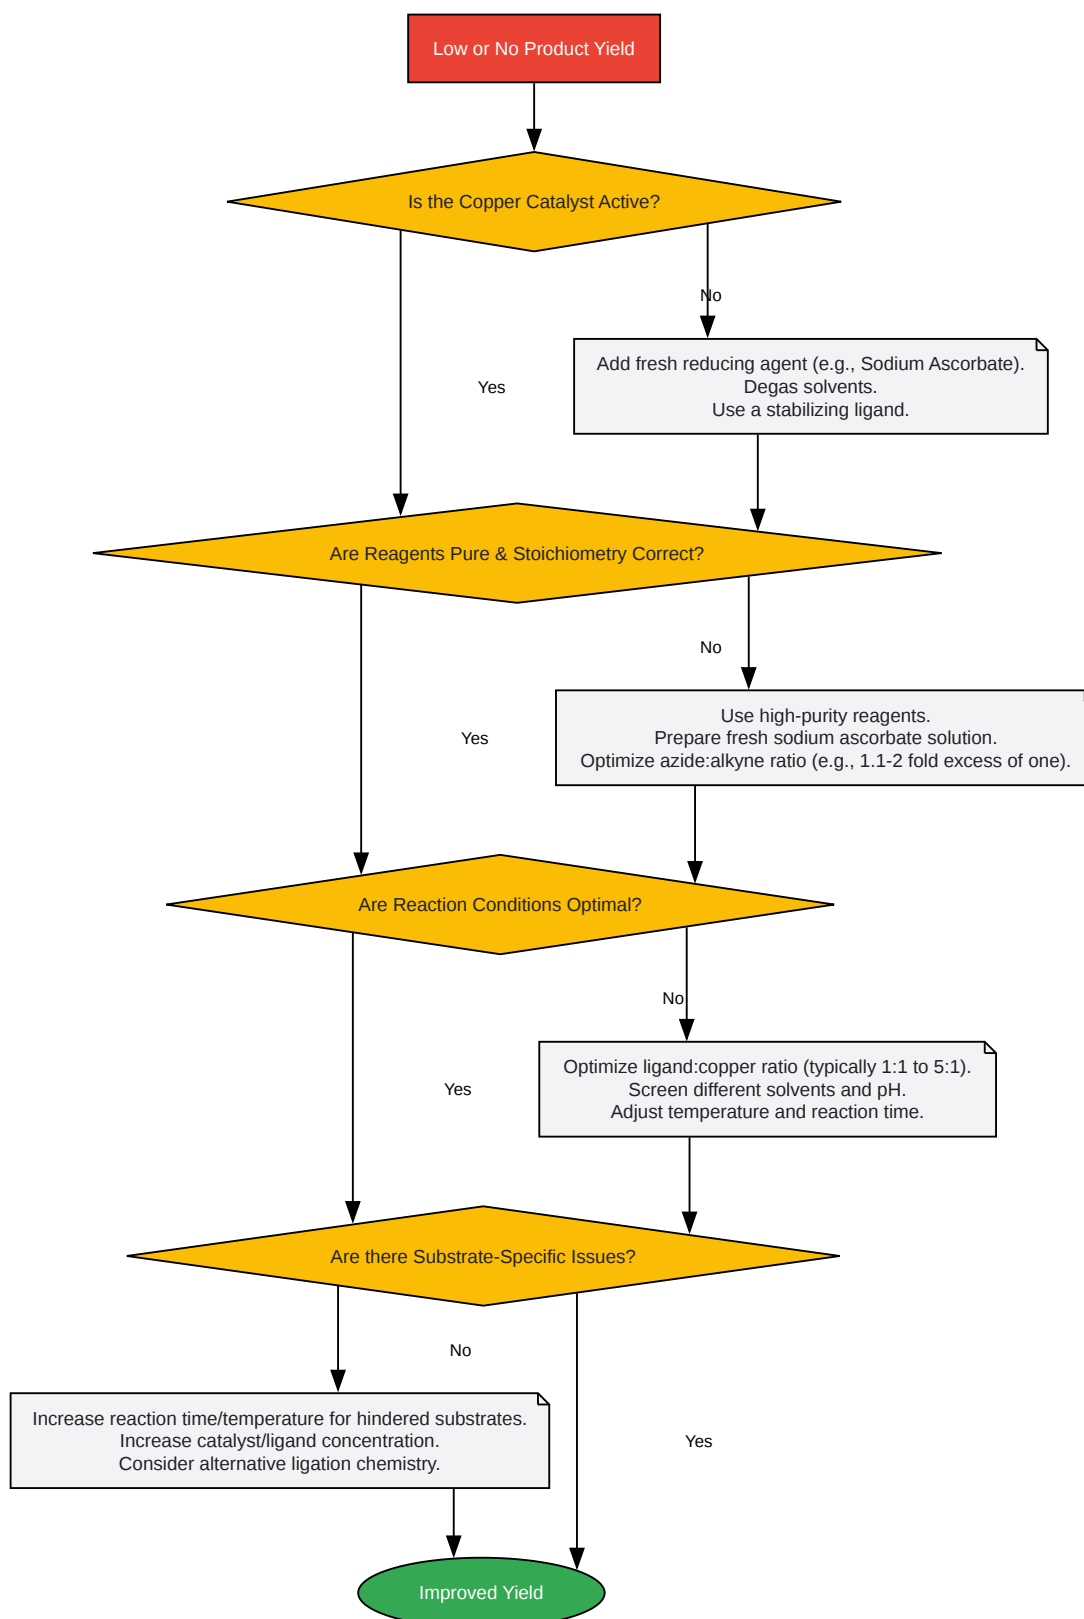 Low or No Product Yield
Is the Copper Catalyst Active?
No
Add fresh reducing agent (e.g., Sodium Ascorbate).
Degas solvents.
Use a stabilizing ligand.
Yes
Are Reagents Pure & Stoichiometry Correct?
No
Use high-purity reagents.
Prepare fresh sodium ascorbate solution.
Optimize azide:alkyne ratio (e.g., 1.1-2 fold excess of one).
Yes
Are Reaction Conditions Optimal?
No
Optimize ligand:copper ratio (typically 1:1 to 5:1).
Screen different solvents and pH.
Adjust temperature and reaction time.
Yes
Are there Substrate-Specific Issues?
No
Increase reaction time/temperature for hindered substrates.
Increase catalyst/ligand concentration.
Consider alternative ligation chemistry.
Yes
Improved Yield